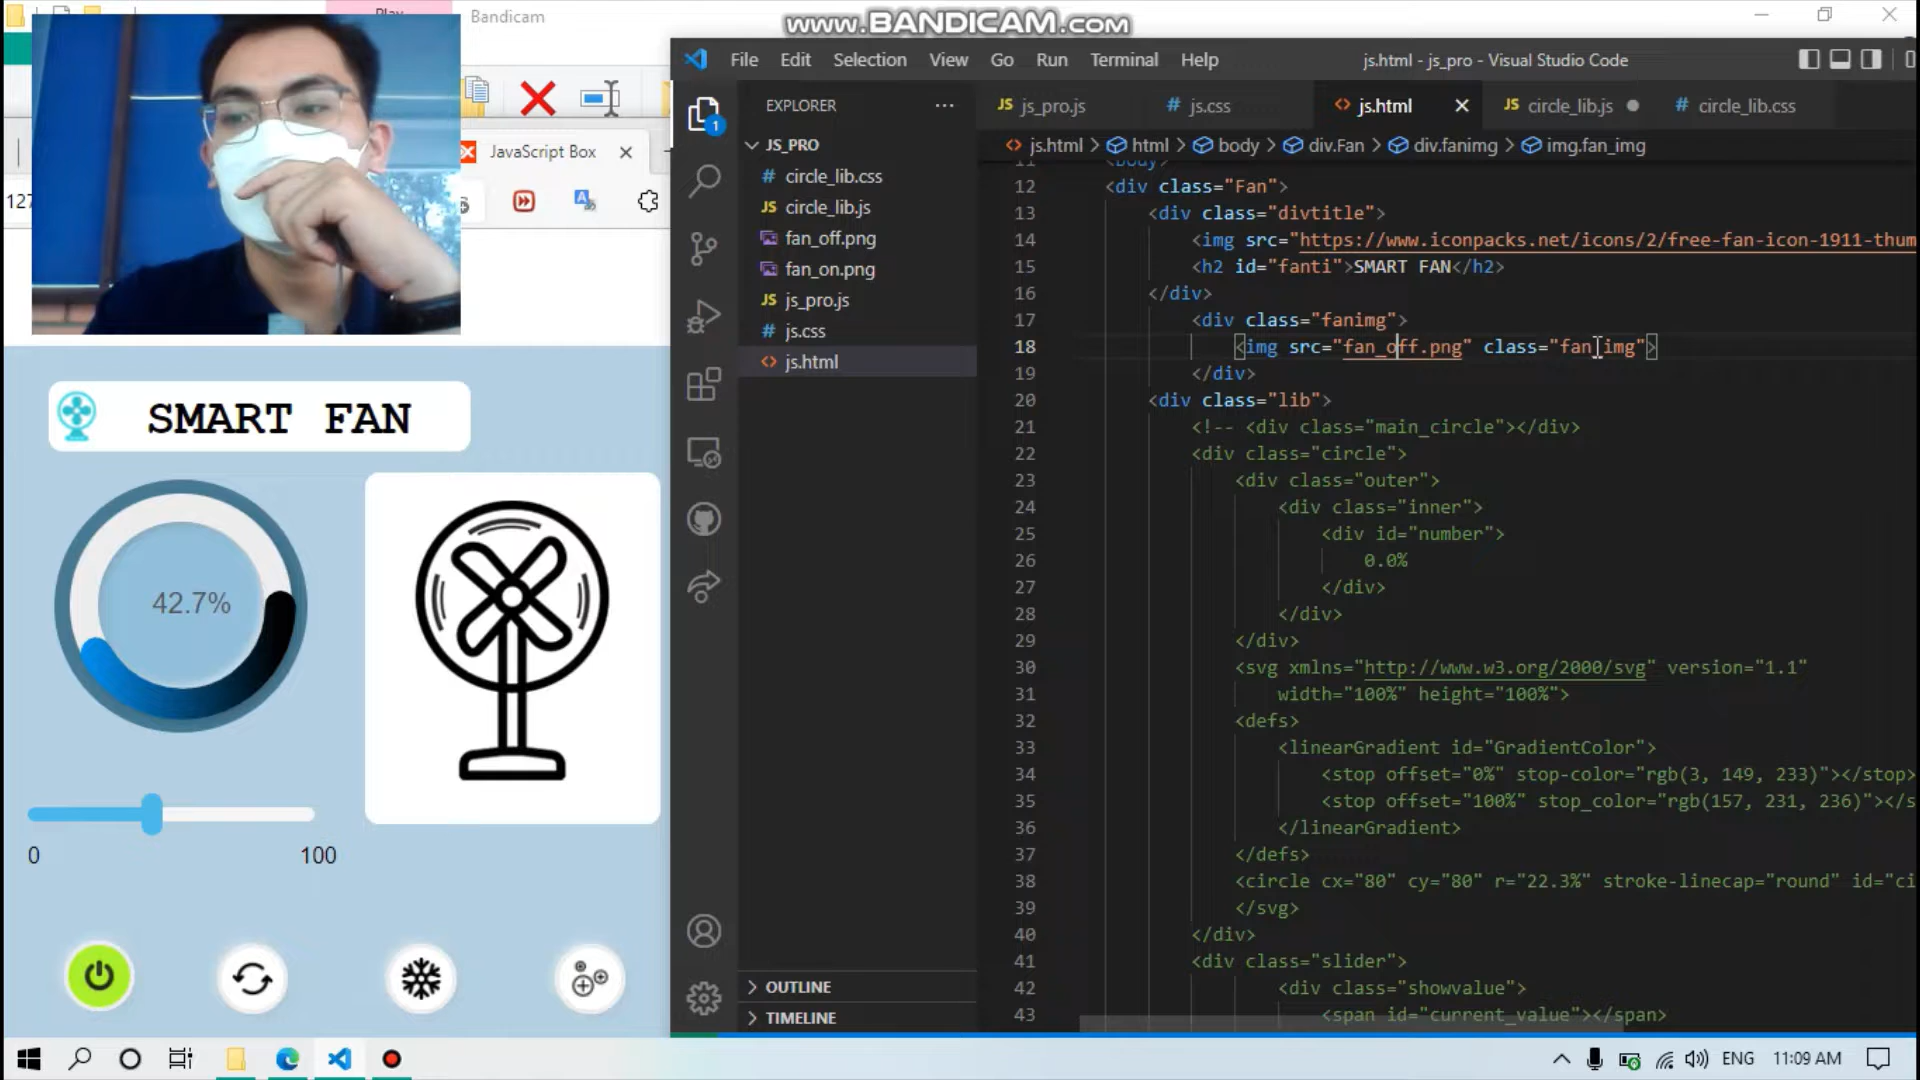 Bandicam
www.BANDICAM.com
JavaScript Box
127
SMART FAN
42.7%
0
100
File Edit Selection View Go Run Terminal Help
js.html - js_pro - Visual Studio Code
EXPLORER
1
JS_PRO
# circle_lib.css
JS circle_lib.js
fan_off.png
fan_on.png
JS js_pro.js
# js.css
<> js.html
OUTLINE
TIMELINE
JS js_pro.js
# js.css
<> js.html
JS circle_lib.js
# circle_lib.css
<> js.html > html > body > div.Fan > div.fanimg > img.fan_img
11 <body>
12 <div class="Fan">
13 <div class="divtitle">
14 <img src="https://www.iconpacks.net/icons/2/free-fan-icon-1911-thum
15 <h2 id="fanti">SMART FAN</h2>
16 </div>
17 <div class="fanimg">
18 <img src="fan_off.png" class="fan_img">
19 </div>
20 <div class="lib">
21 <!-- <div class="main_circle"></div>
22 <div class="circle">
23 <div class="outer">
24 <div class="inner">
25 <div id="number">
26 0.0%
27 </div>
28 </div>
29 </div>
30 <svg xmlns="http://www.w3.org/2000/svg" version="1.1"
31 width="100%" height="100%">
32 <defs>
33 <linearGradient id="GradientColor">
34 <stop offset="0%" stop-color="rgb(3, 149, 233)"></stop>
35 <stop offset="100%" stop_color="rgb(157, 231, 236)"></s
36 </linearGradient>
37 </defs>
38 <circle cx="80" cy="80" r="22.3%" stroke-linecap="round" id="ci
39 </svg>
40 </div>
41 <div class="slider">
42 <div class="showvalue">
43 <span id="current_value"></span>
ENG
11:09 AM